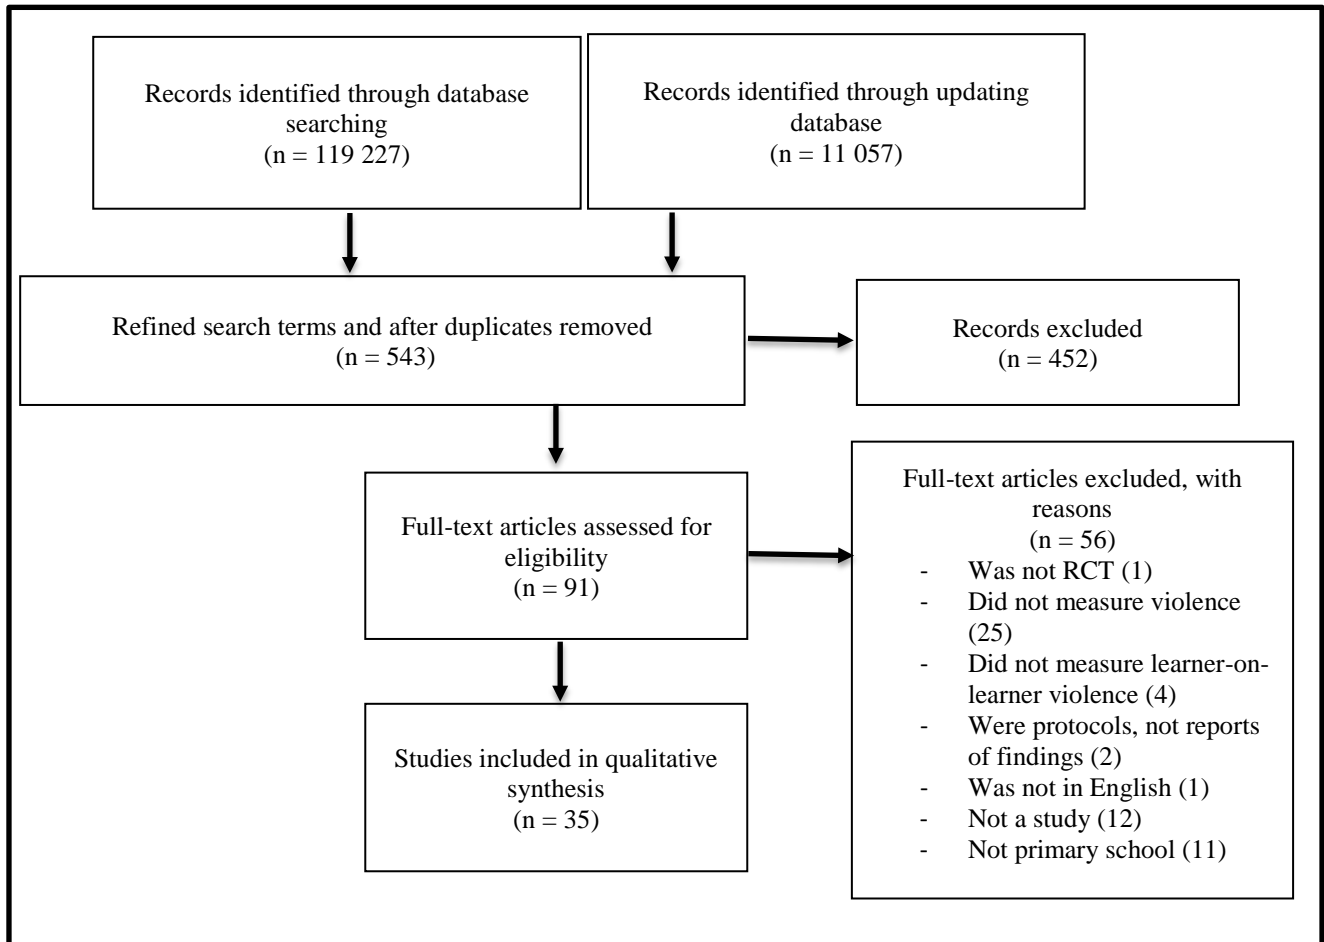 Records identified through database
searching
(n = 119 227)
Records identified through updating
database
(n = 11 057)
Refined search terms and after duplicates removed
(n = 543)
Records excluded
(n = 452)
Full-text articles assessed for
eligibility
(n = 91)
Full-text articles excluded, with
reasons
(n = 56)
- Was not RCT (1)
- Did not measure violence
(25)
- Did not measure learner-on-
learner violence (4)
- Were protocols, not reports
of findings (2)
- Was not in English (1)
- Not a study (12)
- Not primary school (11)
Studies included in qualitative
synthesis
(n = 35)